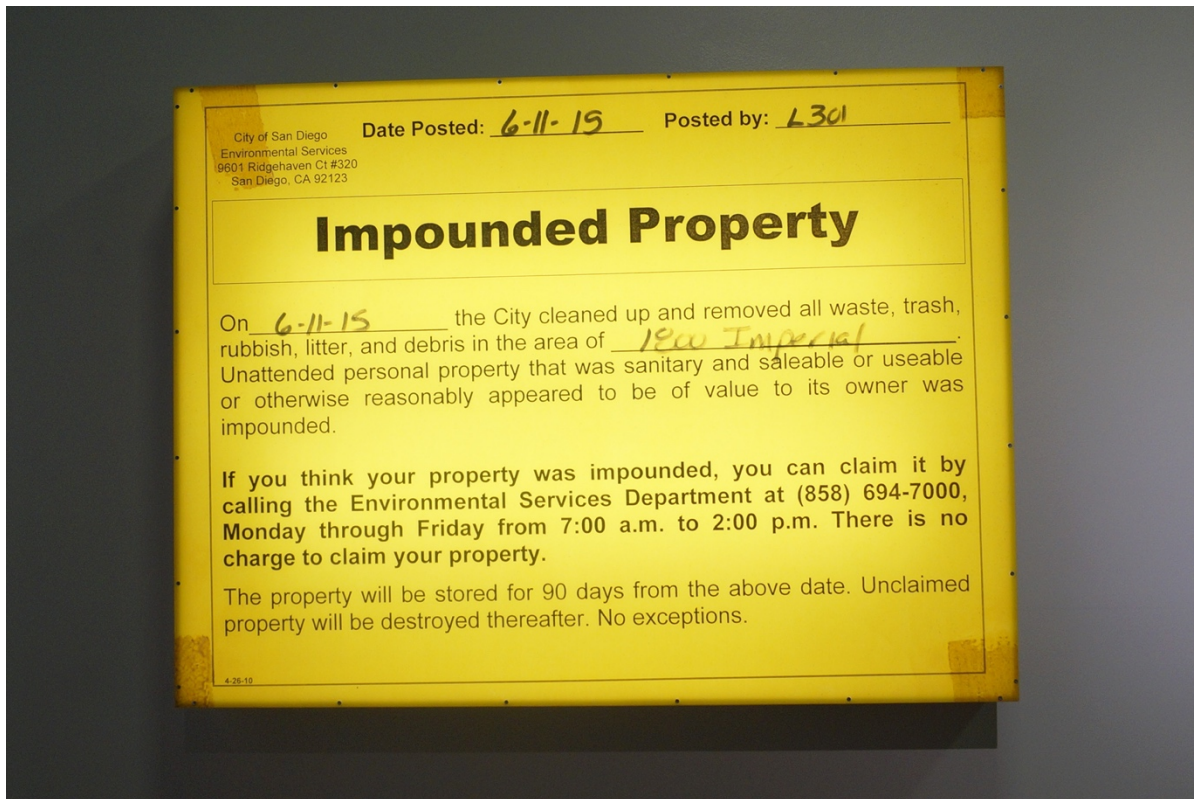 City of San Diego
Environmental Services
9601 Ridgehaven Ct #320
San Diego, CA 92123
Date Posted: 6-11-15 Posted by: L301
Impounded Property
On 6-11-15 the City cleaned up and removed all waste, trash,
rubbish, litter, and debris in the area of 1800 Imperial.
Unattended personal property that was sanitary and saleable or useable
or otherwise reasonably appeared to be of value to its owner was
impounded.
If you think your property was impounded, you can claim it by
calling the Environmental Services Department at (858) 694-7000,
Monday through Friday from 7:00 a.m. to 2:00 p.m. There is no
charge to claim your property.
The property will be stored for 90 days from the above date. Unclaimed
property will be destroyed thereafter. No exceptions.
4-26-10